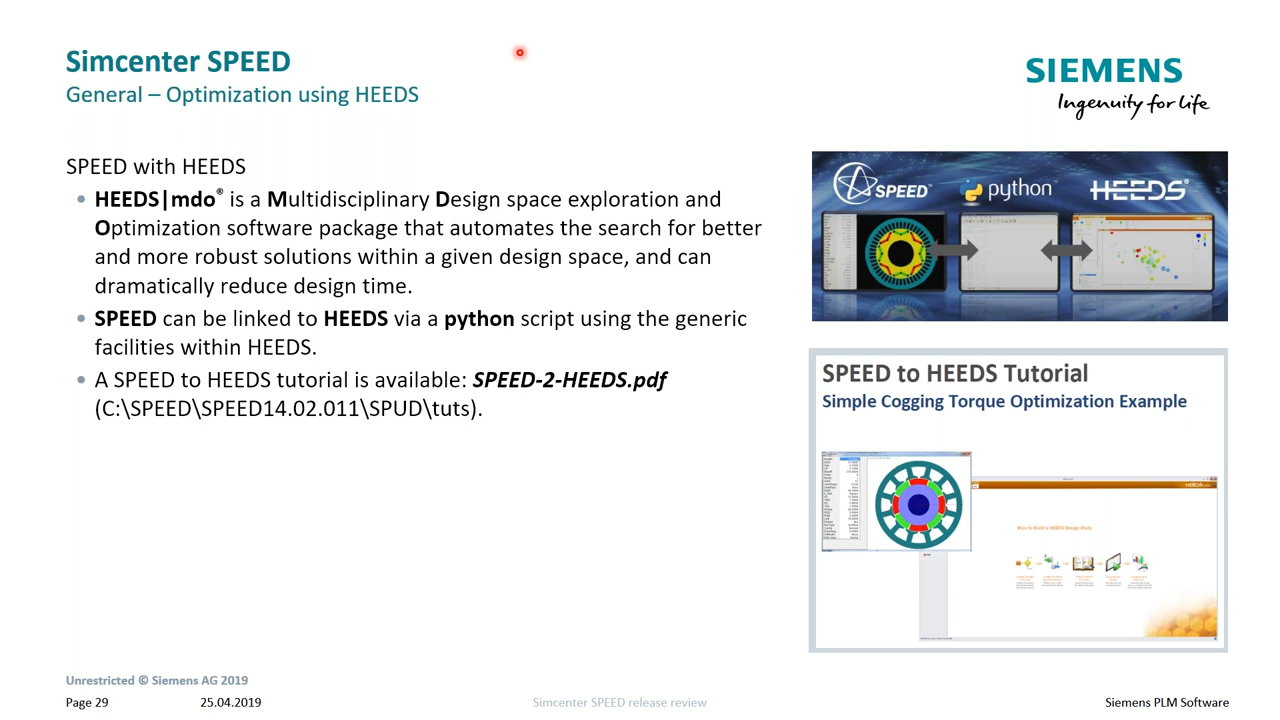 Simcenter SPEED
General – Optimization using HEEDS
SIEMENS
Ingenuity for life
SPEED with HEEDS
• HEEDS|mdo® is a Multidisciplinary Design space exploration and
Optimization software package that automates the search for better
and more robust solutions within a given design space, and can
dramatically reduce design time.
• SPEED can be linked to HEEDS via a python script using the generic
facilities within HEEDS.
• A SPEED to HEEDS tutorial is available: SPEED-2-HEEDS.pdf
(C:\SPEED\SPEED14.02.011\SPUD\tuts).
SPEED™ python HEEDS®
SPEED to HEEDS Tutorial
Simple Cogging Torque Optimization Example
HEEDS
How to Build a HEEDS Design Study
Unrestricted © Siemens AG 2019
Page 29 25.04.2019 Simcenter SPEED release review Siemens PLM Software